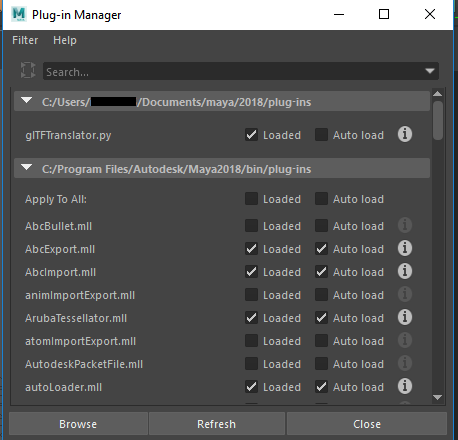 M Plug-in Manager
Filter Help
Search...
C:/Users/ /Documents/maya/2018/plug-ins
glTFTranslator.py Loaded Auto load i
C:/Program Files/Autodesk/Maya2018/bin/plug-ins
Apply To All: Loaded Auto load
AbcBullet.mll Loaded Auto load i
AbcExport.mll Loaded Auto load i
AbcImport.mll Loaded Auto load i
animImportExport.mll Loaded Auto load i
ArubaTessellator.mll Loaded Auto load i
atomImportExport.mll Loaded Auto load i
AutodeskPacketFile.mll Loaded Auto load i
autoLoader.mll Loaded Auto load i
Browse Refresh Close